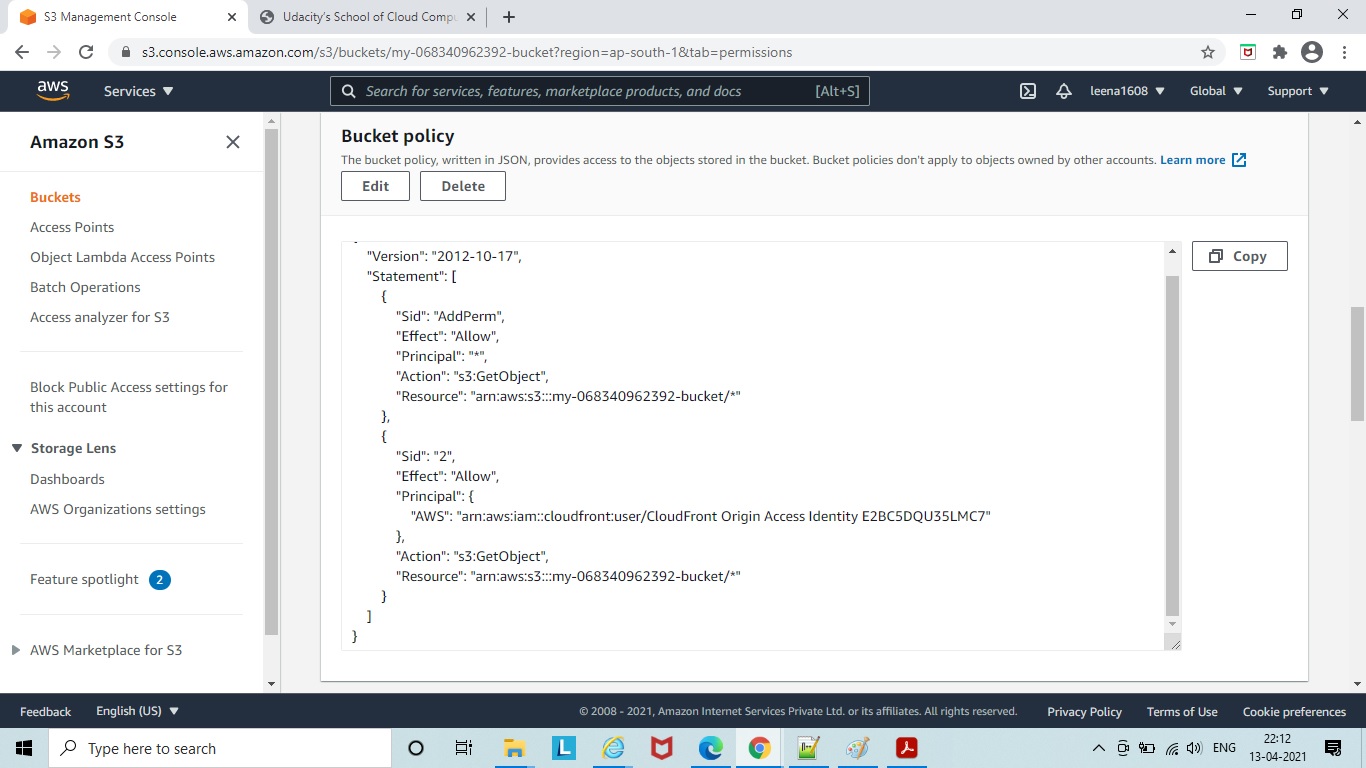 S3 Management Console
Udacity's School of Cloud Compu
s3.console.aws.amazon.com/s3/buckets/my-068340962392-bucket?region=ap-south-1&tab=permissions
aws
Services
Search for services, features, marketplace products, and docs
[Alt+S]
leena1608
Global
Support
Amazon S3
Buckets
Access Points
Object Lambda Access Points
Batch Operations
Access analyzer for S3
Block Public Access settings for
this account
Storage Lens
Dashboards
AWS Organizations settings
Feature spotlight 2
AWS Marketplace for S3
Bucket policy
The bucket policy, written in JSON, provides access to the objects stored in the bucket. Bucket policies don't apply to objects owned by other accounts. Learn more
Edit
Delete
Copy
"Version": "2012-10-17",
"Statement": [
{
"Sid": "AddPerm",
"Effect": "Allow",
"Principal": "*",
"Action": "s3:GetObject",
"Resource": "arn:aws:s3:::my-068340962392-bucket/*"
},
{
"Sid": "2",
"Effect": "Allow",
"Principal": {
"AWS": "arn:aws:iam::cloudfront:user/CloudFront Origin Access Identity E2BC5DQU35LMC7"
},
"Action": "s3:GetObject",
"Resource": "arn:aws:s3:::my-068340962392-bucket/*"
}
]
}
Feedback
English (US)
© 2008 - 2021, Amazon Internet Services Private Ltd. or its affiliates. All rights reserved.
Privacy Policy
Terms of Use
Cookie preferences
Type here to search
L
ENG
22:12
13-04-2021